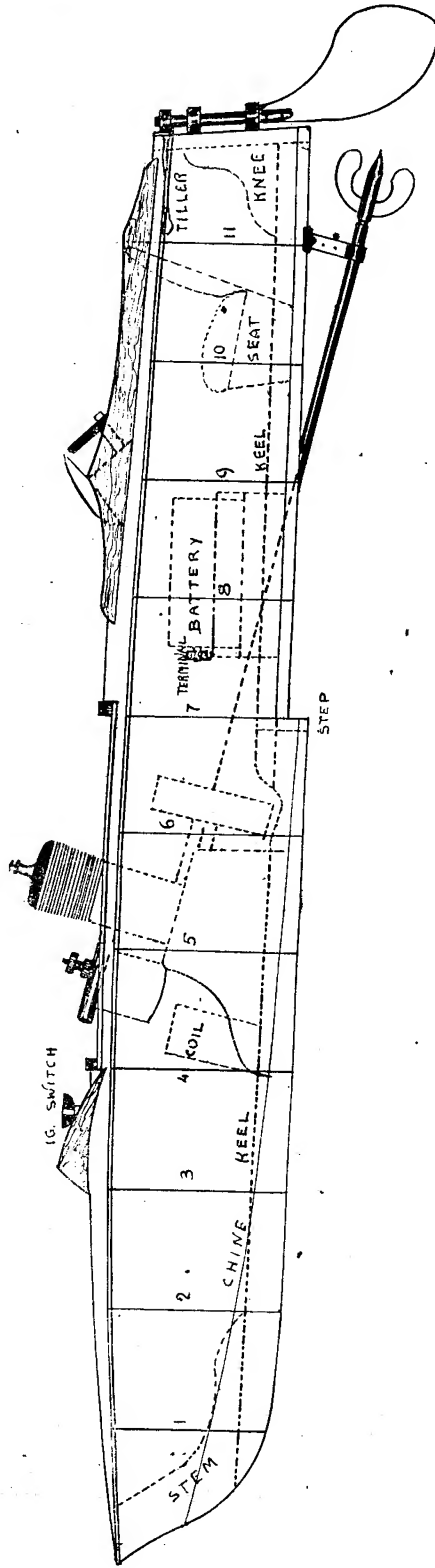 IG. SWITCH
STEM
1
2
CHINE
3
KEEL
4
COIL
5
6
STEP
7
TERMINAL
BATTERY
8
9
KEEL
10
SEAT
11
TILLER
KNEE